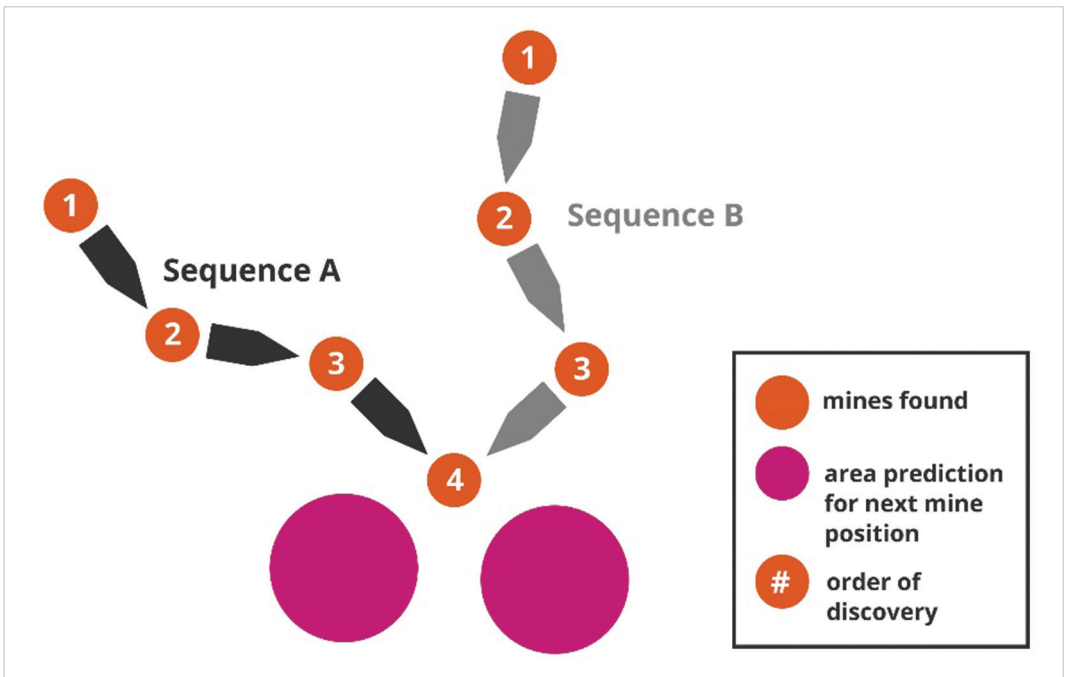 1
1
2
Sequence B
Sequence A
2
3
3
4
mines found
area prediction
for next mine
position
#
order of
discovery